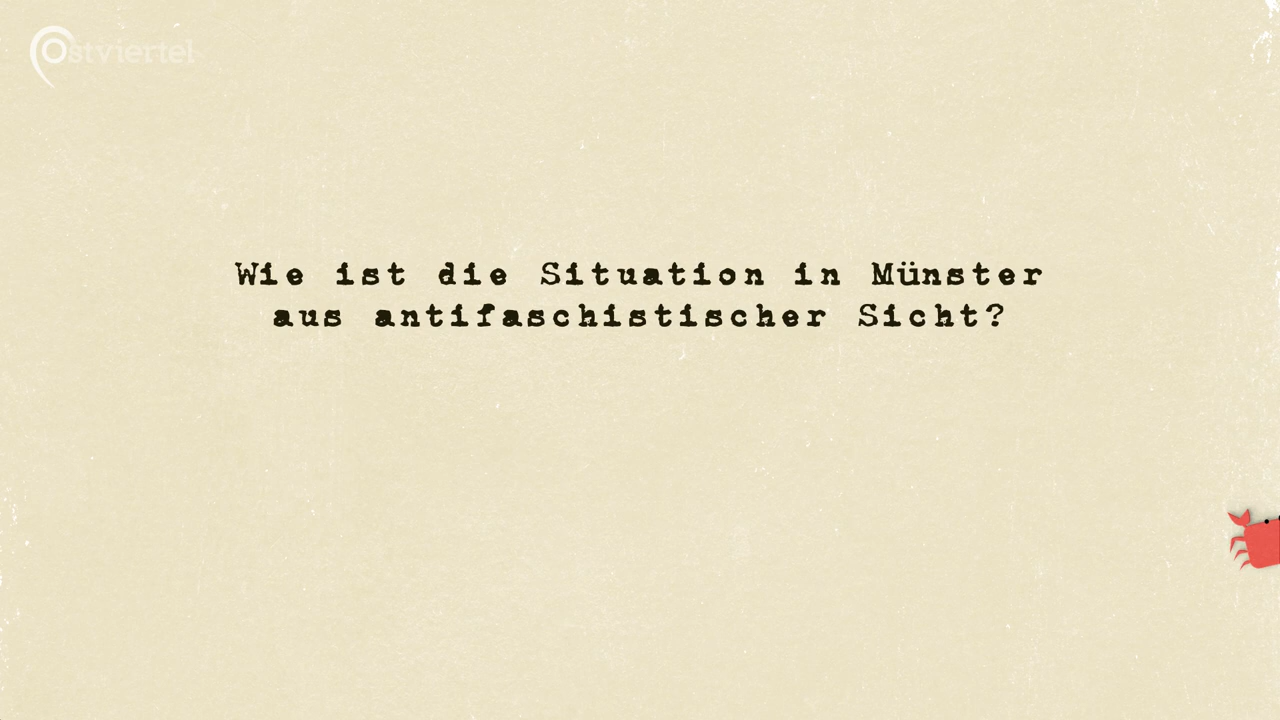 Ostviertel
Wie ist die Situation in Münster
aus antifaschistischer Sicht?